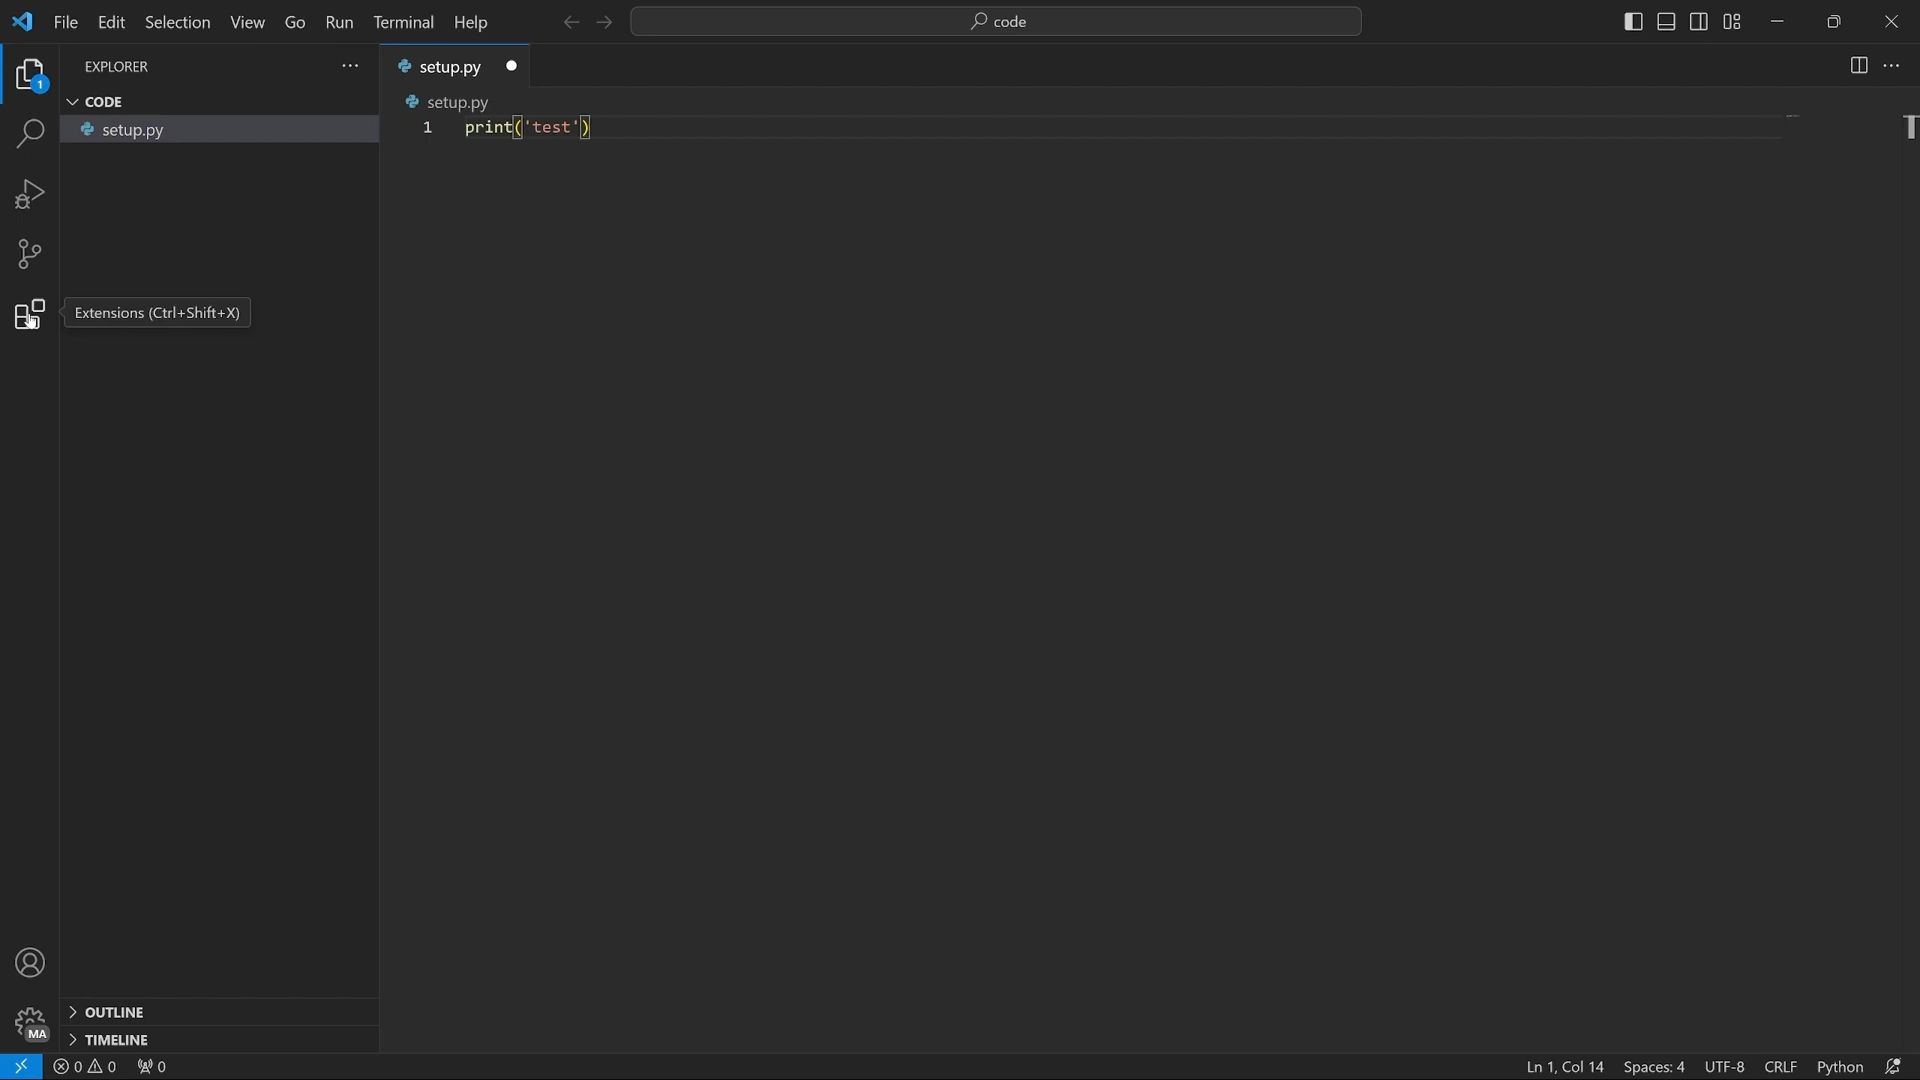 File Edit Selection View Go Run Terminal Help
code
EXPLORER
setup.py
1
CODE
setup.py
setup.py
1 print('test')
Extensions (Ctrl+Shift+X)
MA
OUTLINE
TIMELINE
0 0 0
Ln 1, Col 14 Spaces: 4 UTF-8 CRLF Python